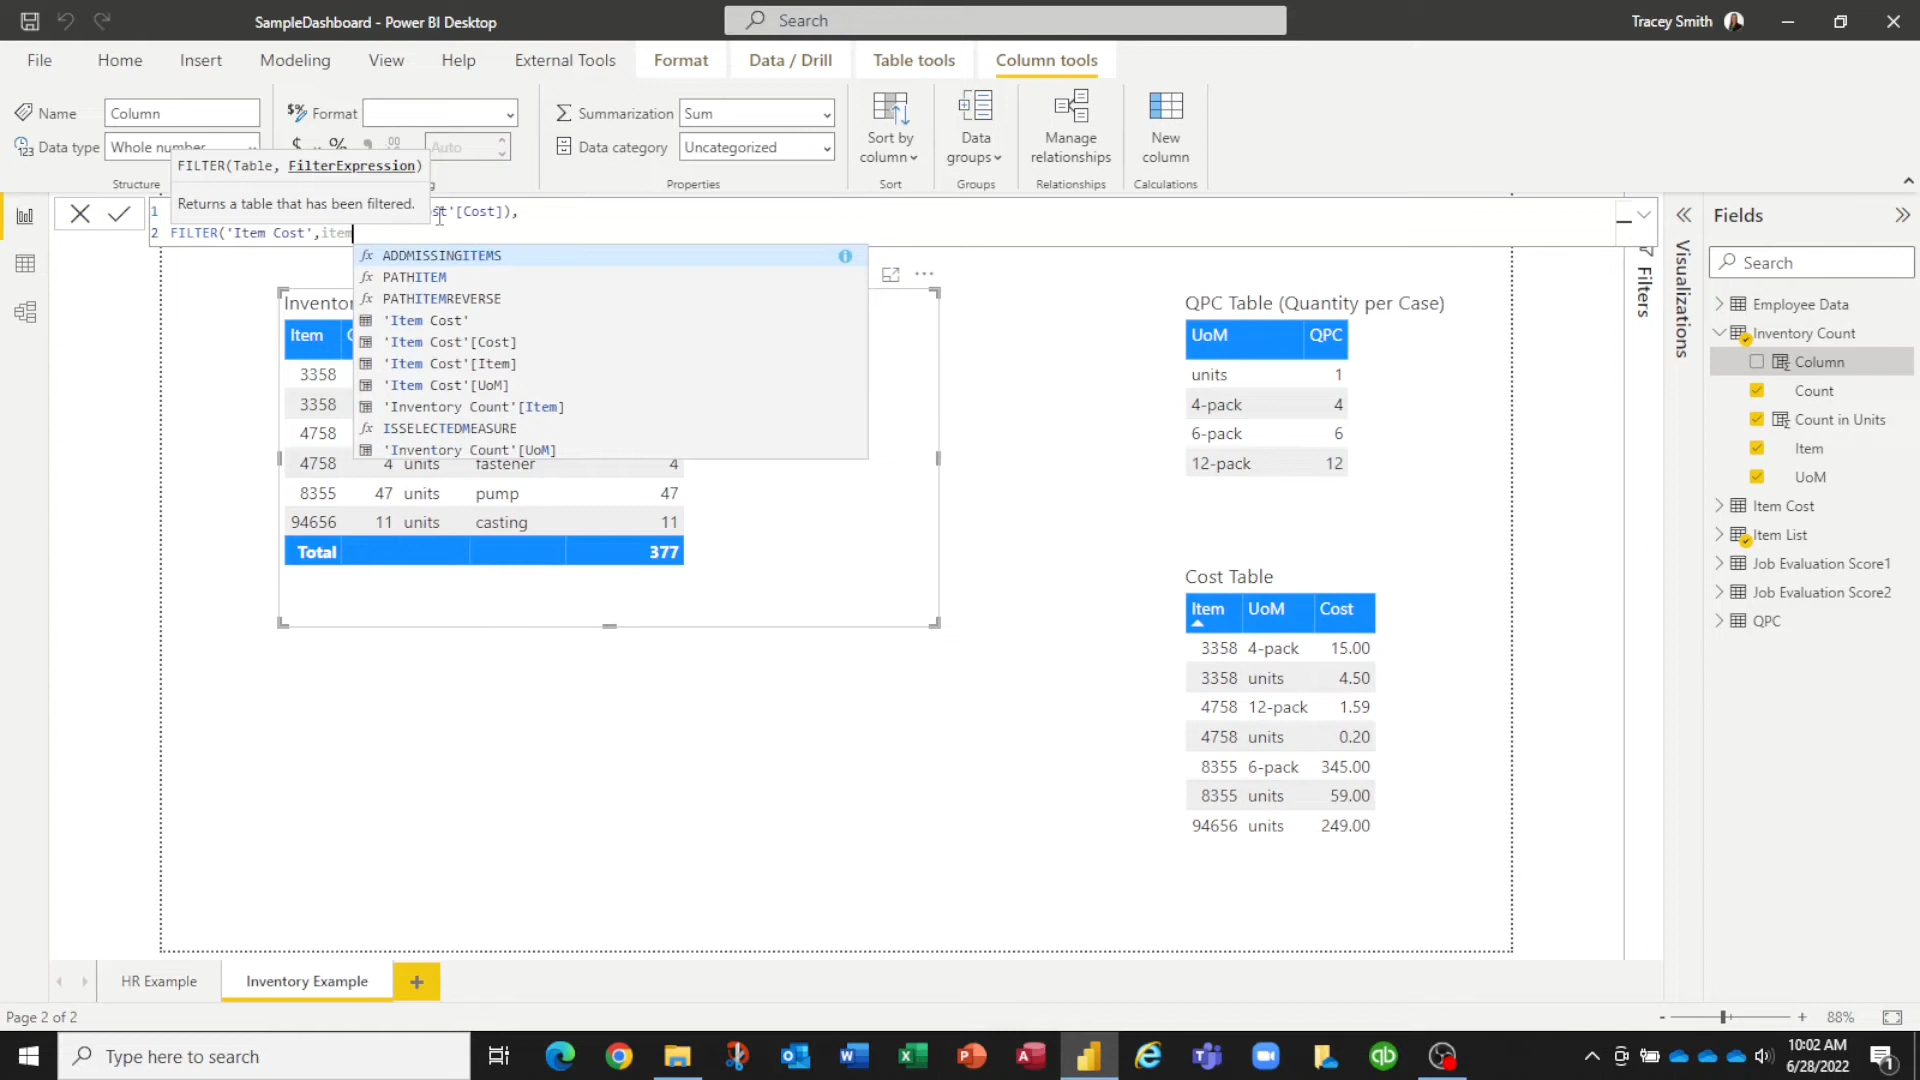 SampleDashboard - Power BI Desktop
Search
Tracey Smith
File
Home
Insert
Modeling
View
Help
External Tools
Format
Data / Drill
Table tools
Column tools
Name
Column
Format
Summarization
Sum
Data type
Whole number
Auto
Data category
Uncategorized
Sort by
column
Data
groups
Manage
relationships
New
column
Structure
Properties
Sort
Groups
Relationships
Calculations
FILTER(Table, FilterExpression)
Returns a table that has been filtered.
1
'[Cost]),
2 FILTER('Item Cost',item
ADDMISSINGITEMS
PATHITEM
PATHITEMREVERSE
'Item Cost'
'Item Cost'[Cost]
'Item Cost'[Item]
'Item Cost'[UoM]
'Inventory Count'[Item]
ISSELECTEDMEASURE
'Inventory Count'[UoM]
Item
3358
3358
4758
4758 4 units fastener 4
8355 47 units pump 47
94656 11 units casting 11
Total 377
QPC Table (Quantity per Case)
UoM QPC
units 1
4-pack 4
6-pack 6
12-pack 12
Cost Table
Item UoM Cost
3358 4-pack 15.00
3358 units 4.50
4758 12-pack 1.59
4758 units 0.20
8355 6-pack 345.00
8355 units 59.00
94656 units 249.00
Filters
Visualizations
Fields
Search
Employee Data
Inventory Count
Column
Count
Count in Units
Item
UoM
Item Cost
Item List
Job Evaluation Score1
Job Evaluation Score2
QPC
HR Example
Inventory Example
Page 2 of 2
88%
Type here to search
10:02 AM
6/28/2022
1